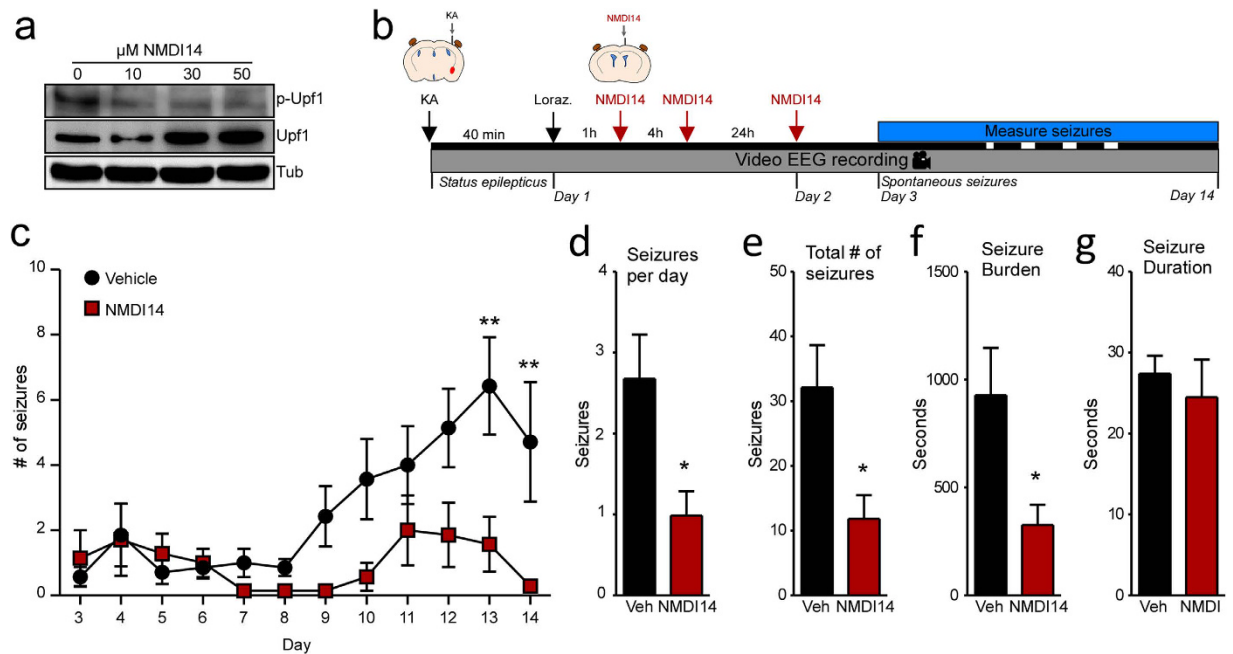 a
µM NMDI14
0 10 30 50
p-Upf1
Upf1
Tub
b
KA
NMDI14
KA
Loraz.
NMDI14
NMDI14
NMDI14
40 min
1h
4h
24h
Measure seizures
Video EEG recording
Status epilepticus
Day 1
Day 2
Spontaneous seizures
Day 3
Day 14
c
10
8
6
4
2
0
# of seizures
Vehicle
NMDI14
**
**
3 4 5 6 7 8 9 10 11 12 13 14
Day
d
Seizures
per day
4
3
2
1
0
Seizures
*
Veh NMDI14
e
Total # of
seizures
50
40
30
20
10
0
Seizures
*
Veh NMDI14
f
Seizure
Burden
1500
1000
500
0
Seconds
*
Veh NMDI14
g
Seizure
Duration
40
30
20
10
0
Seconds
Veh NMDI